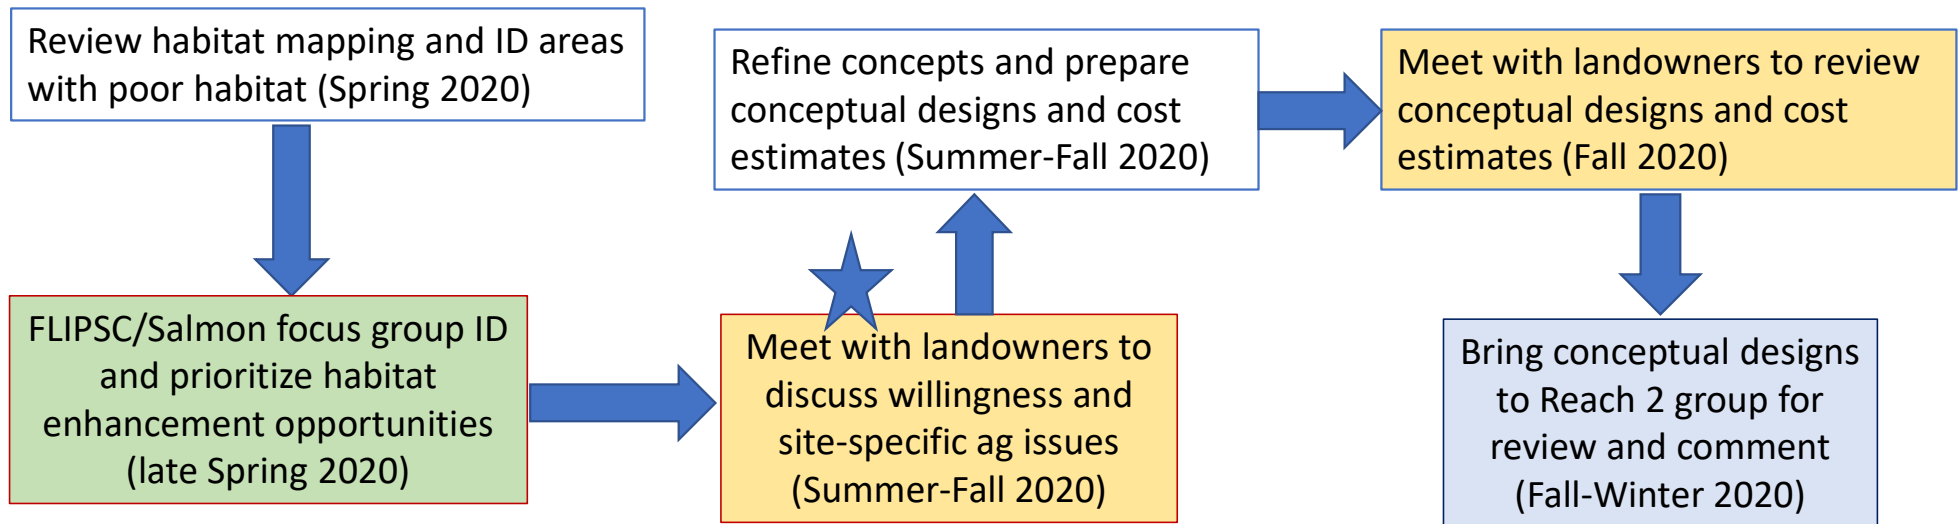 Review habitat mapping and ID areas
with poor habitat (Spring 2020)
FLIPSC/Salmon focus group ID
and prioritize habitat
enhancement opportunities
(late Spring 2020)
Meet with landowners to
discuss willingness and
site-specific ag issues
(Summer-Fall 2020)
Refine concepts and prepare
conceptual designs and cost
estimates (Summer-Fall 2020)
Meet with landowners to review
conceptual designs and cost
estimates (Fall 2020)
Bring conceptual designs
to Reach 2 group for
review and comment
(Fall-Winter 2020)